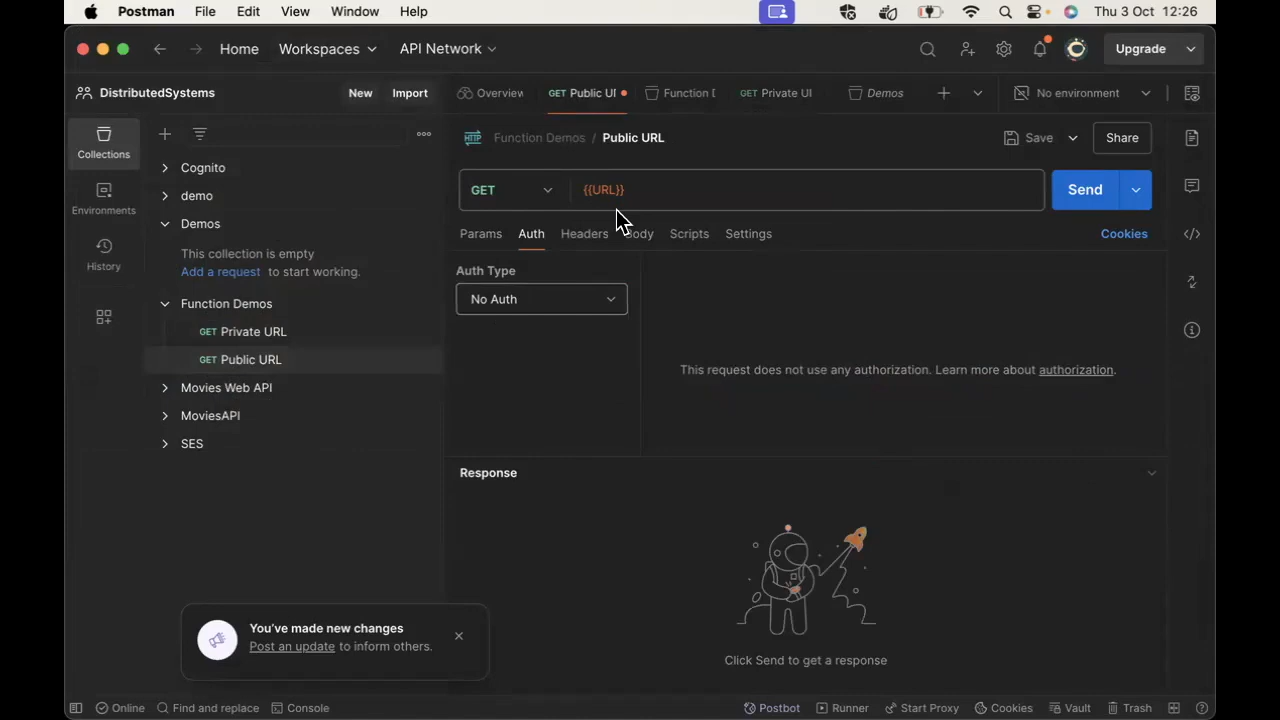 Postman File Edit View Window Help Thu 3 Oct 12:26
Home Workspaces API Network Upgrade
DistributedSystems New Import Overview GET Public UI Function D GET Private UI Demos No environment
Collections
Environments
History
Cognito
demo
Demos
This collection is empty
Add a request to start working.
Function Demos
GET Private URL
GET Public URL
Movies Web API
MoviesAPI
SES
HTTP Function Demos / Public URL Save Share
GET {{URL}} Send
Params Auth Headers Body Scripts Settings Cookies
Auth Type
No Auth
This request does not use any authorization. Learn more about authorization.
Response
Click Send to get a response
You've made new changes
Post an update to inform others.
Online Find and replace Console Postbot Runner Start Proxy Cookies Vault Trash